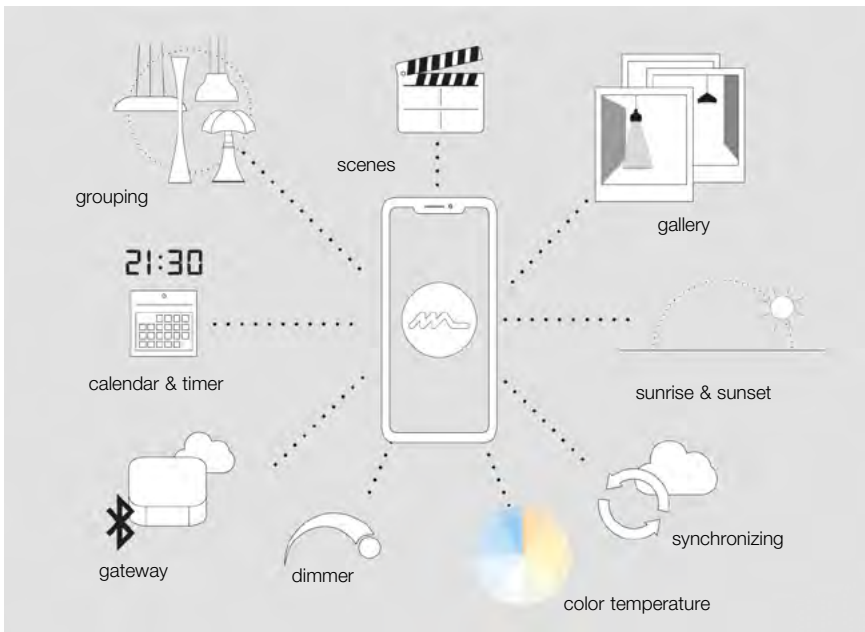 scenes
grouping
gallery
21:30
calendar & timer
sunrise & sunset
gateway
dimmer
synchronizing
color temperature